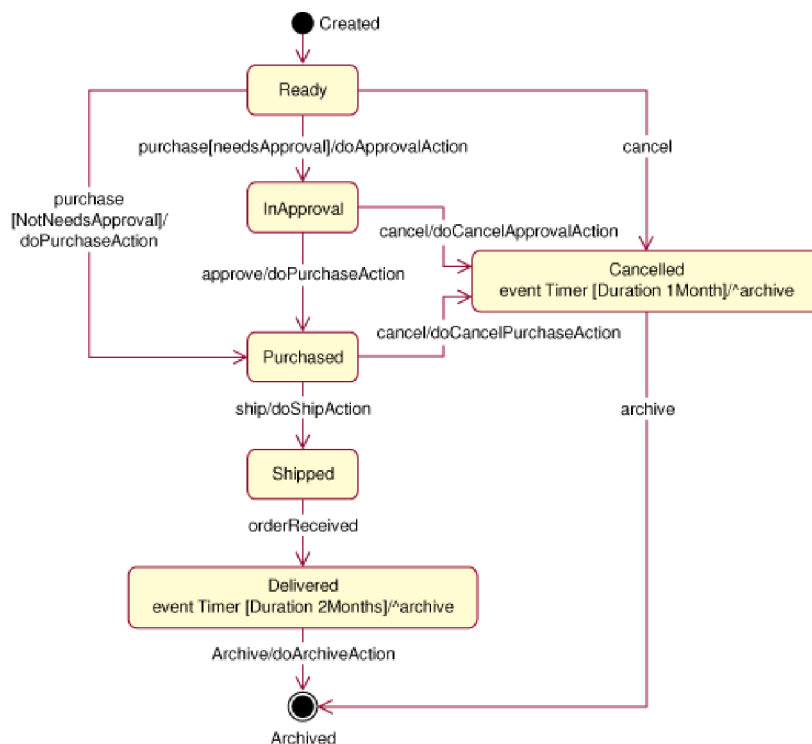 Created
Ready
purchase[needsApproval]/doApprovalAction
cancel
purchase
[NotNeedsApproval]/
doPurchaseAction
InApproval
cancel/doCancelApprovalAction
Cancelled
event Timer [Duration 1Month]/^archive
approve/doPurchaseAction
cancel/doCancelPurchaseAction
Purchased
ship/doShipAction
archive
Shipped
orderReceived
Delivered
event Timer [Duration 2Months]/^archive
Archive/doArchiveAction
Archived